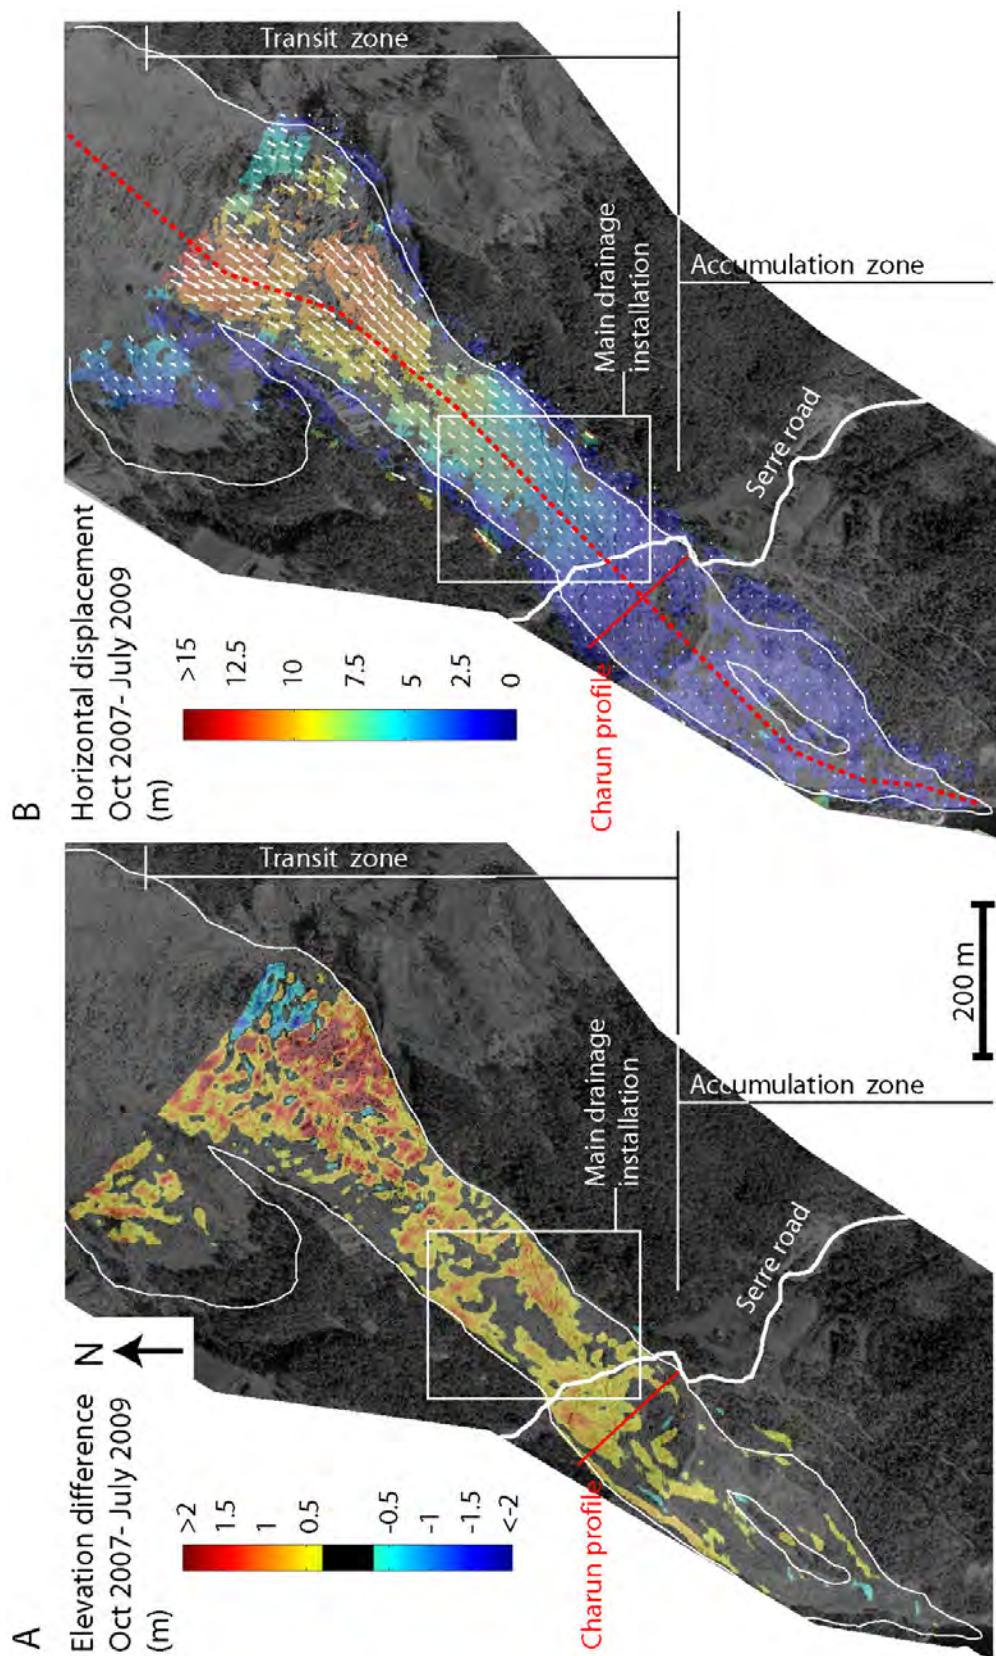 A
Elevation difference
Oct 2007- July 2009
(m)
>2
1.5
1
0.5
-0.5
-1
-1.5
<-2
N
Transit zone
Main drainage
installation
Accumulation zone
Serre road
Charun profile
200 m
B
Horizontal displacement
Oct 2007- July 2009
(m)
>15
12.5
10
7.5
5
2.5
0
Transit zone
Main drainage
installation
Accumulation zone
Serre road
Charun profile